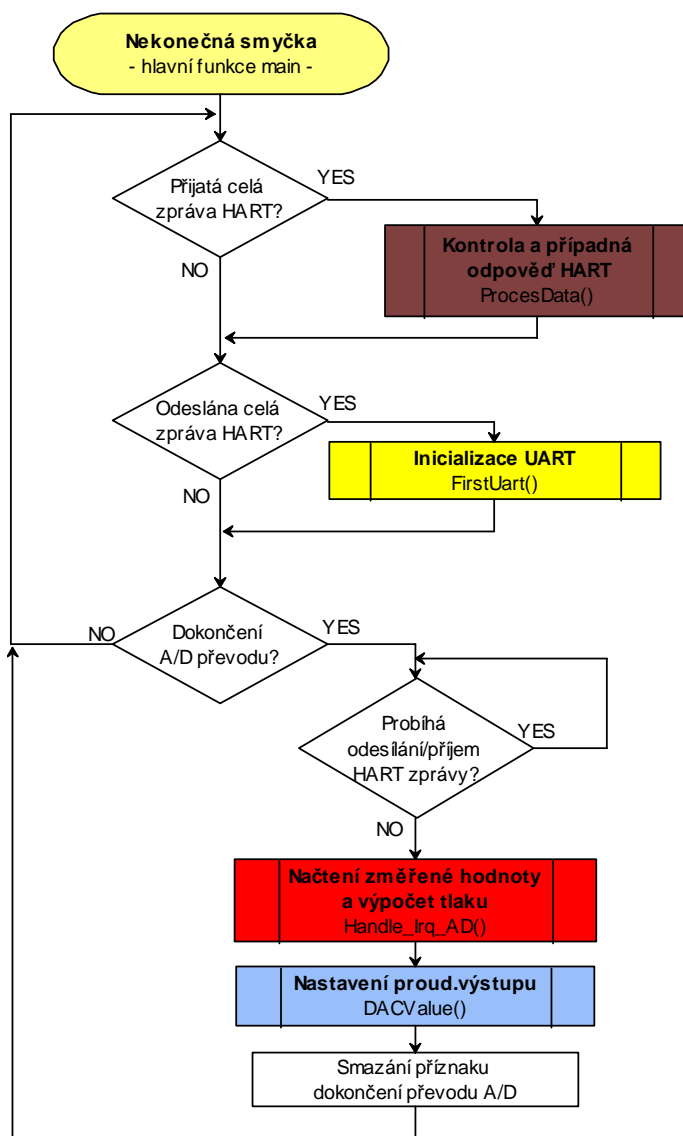 Nekonečná smyčka
- hlavní funkce main -
Přijatá celá
zpráva HART?
YES
NO
Kontrola a případná
odpověď HART
ProcesData()
Odeslána celá
zpráva HART?
YES
NO
Inicializace UART
FirstUart()
Dokončení
A/D převodu?
NO
YES
Probíhá
odesílání/příjem
HART zprávy?
YES
NO
Načtení změřené hodnoty
a výpočet tlaku
Handle_Irq_AD()
Nastavení proud.výstupu
DACValue()
Smazání příznaku
dokončení převodu A/D